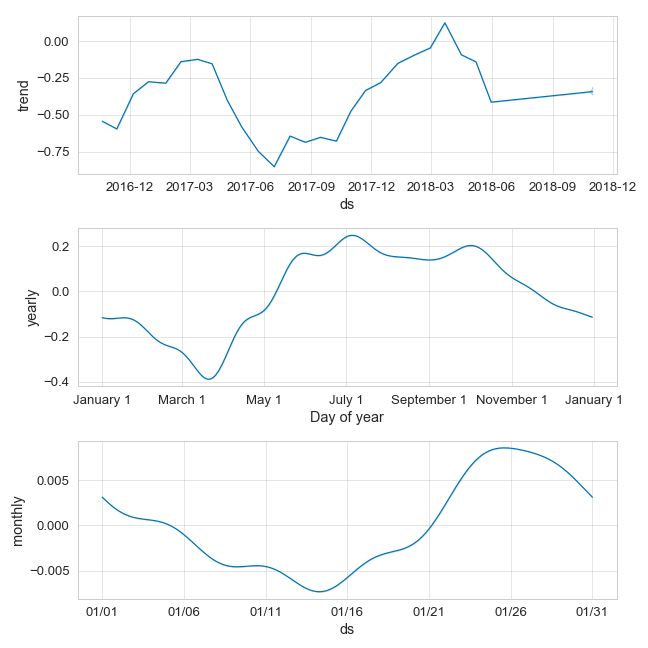 0.00
−0.25
−0.50
−0.75
trend
2016-12 2017-03 2017-06 2017-09 2017-12 2018-03 2018-06 2018-09 2018-12
ds
0.2
0.0
−0.2
−0.4
yearly
January 1 March 1 May 1 July 1 September 1 November 1 January 1
Day of year
0.005
0.000
−0.005
monthly
01/01 01/06 01/11 01/16 01/21 01/26 01/31
ds